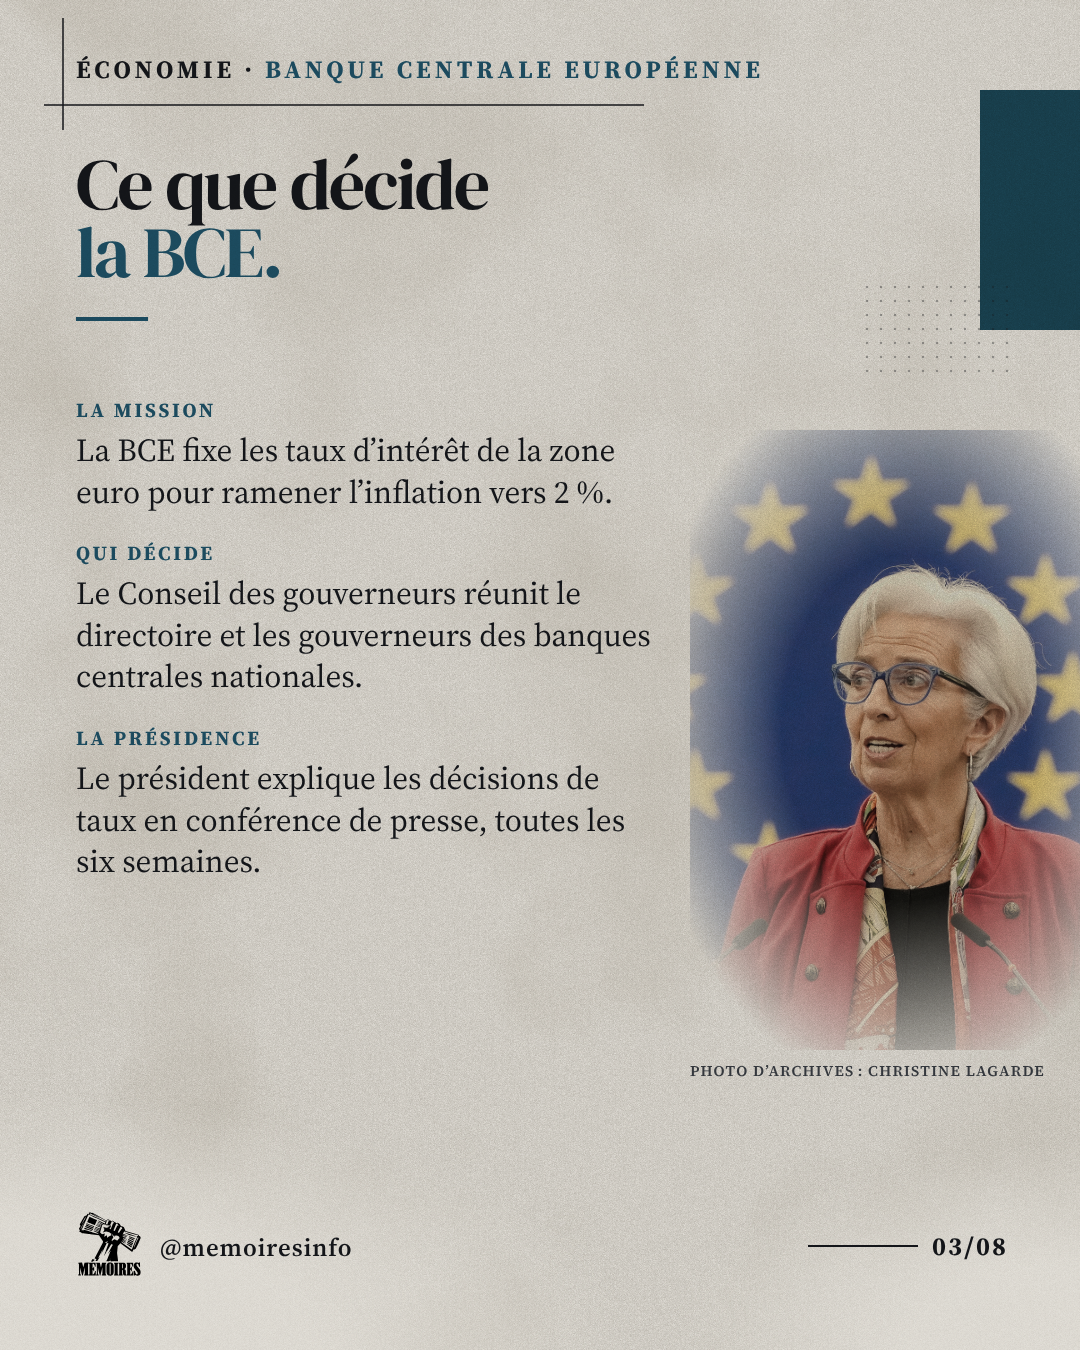 ÉCONOMIE · BANQUE CENTRALE EUROPÉENNE
Ce que décide
la BCE.
LA MISSION
La BCE fixe les taux d’intérêt de la zone
euro pour ramener l’inflation vers 2 %.
QUI DÉCIDE
Le Conseil des gouverneurs réunit le
directoire et les gouverneurs des banques
centrales nationales.
LA PRÉSIDENCE
Le président explique les décisions de
taux en conférence de presse, toutes les
six semaines.
PHOTO D’ARCHIVES : CHRISTINE LAGARDE
MÉMOIRES
@memoiresinfo
03/08